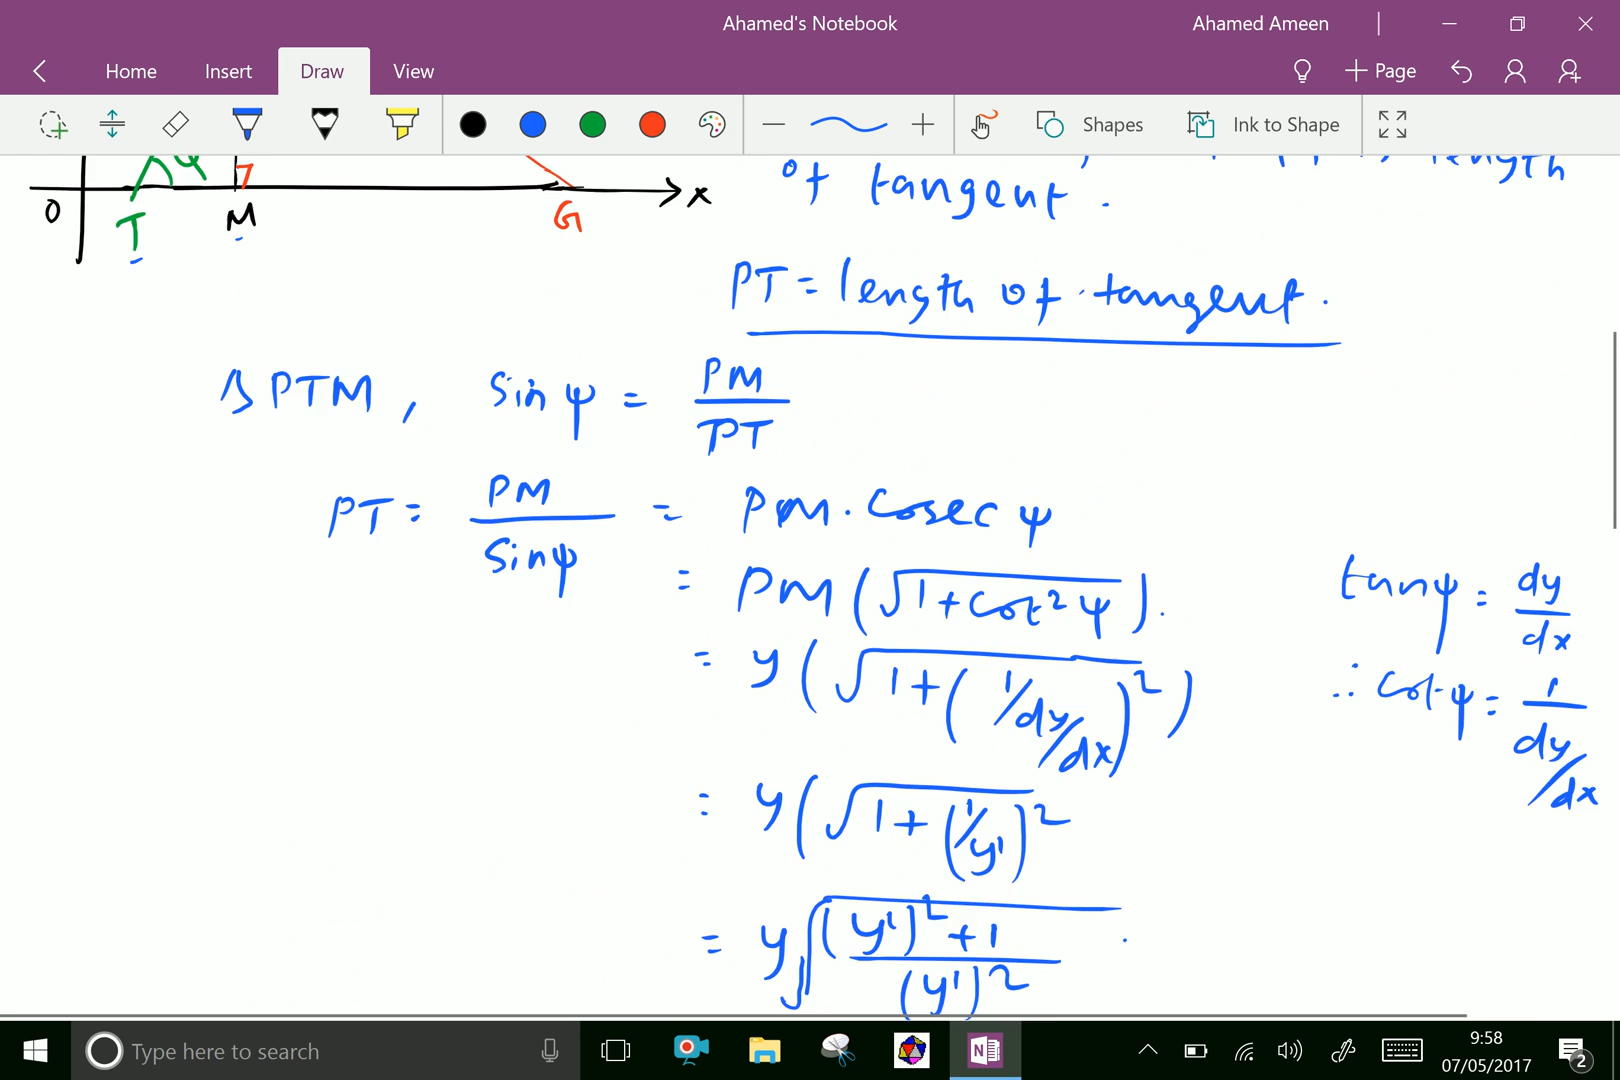 Ahamed's Notebook
Ahamed Ameen
Home Insert Draw View
Page
Shapes Ink to Shape
ψ
O T M G x
length
of tangent.
PT = length of tangent.
Δ PTM, Sin ψ = PM/PT
PT = PM/Sinψ = PM. Cosec ψ
= PM (√1+Cot²ψ).
tanψ = dy/dx
= y (√1+(1/dy/dx)²)
∴ Cotψ = 1/dy/dx
= y (√1+(1/y')²
= y √(y')²+1/(y')²
Type here to search
9:58
07/05/2017
2